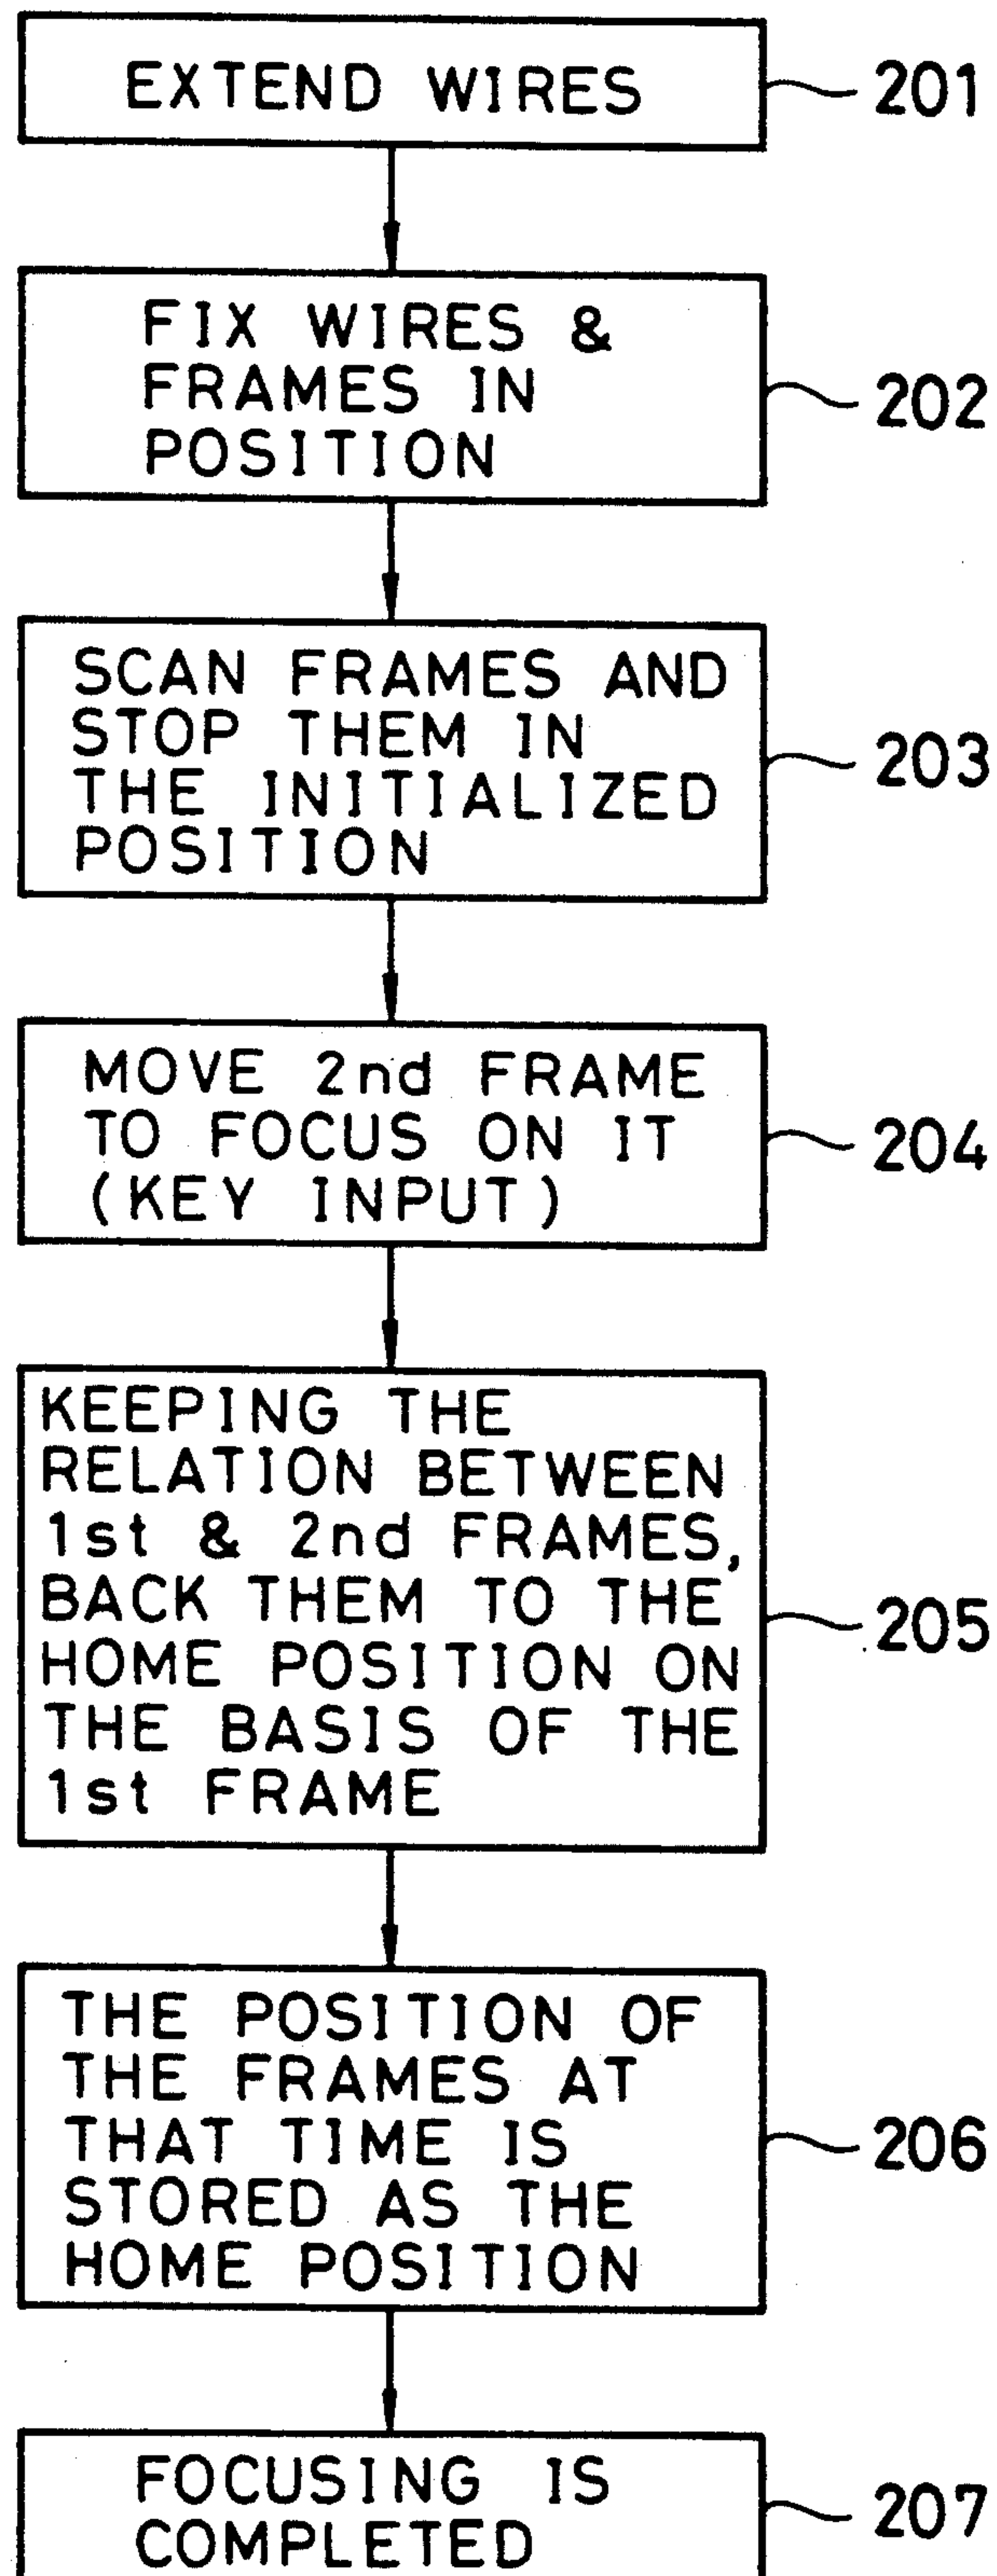 EXTEND WIRES
201
FIX WIRES &
FRAMES IN
POSITION
202
SCAN FRAMES AND
STOP THEM IN
THE INITIALIZED
POSITION
203
MOVE 2nd FRAME
TO FOCUS ON IT
(KEY INPUT)
204
KEEPING THE
RELATION BETWEEN
1st & 2nd FRAMES,
BACK THEM TO THE
HOME POSITION ON
THE BASIS OF THE
1st FRAME
205
THE POSITION OF
THE FRAMES AT
THAT TIME IS
STORED AS THE
HOME POSITION
206
FOCUSING IS
COMPLETED
207